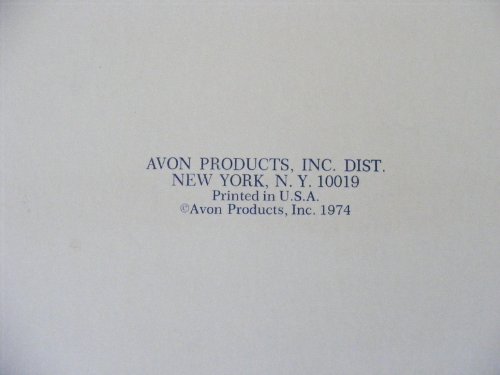 AVON PRODUCTS, INC. DIST.
NEW YORK, N. Y. 10019
Printed in U.S.A.
©Avon Products, Inc. 1974